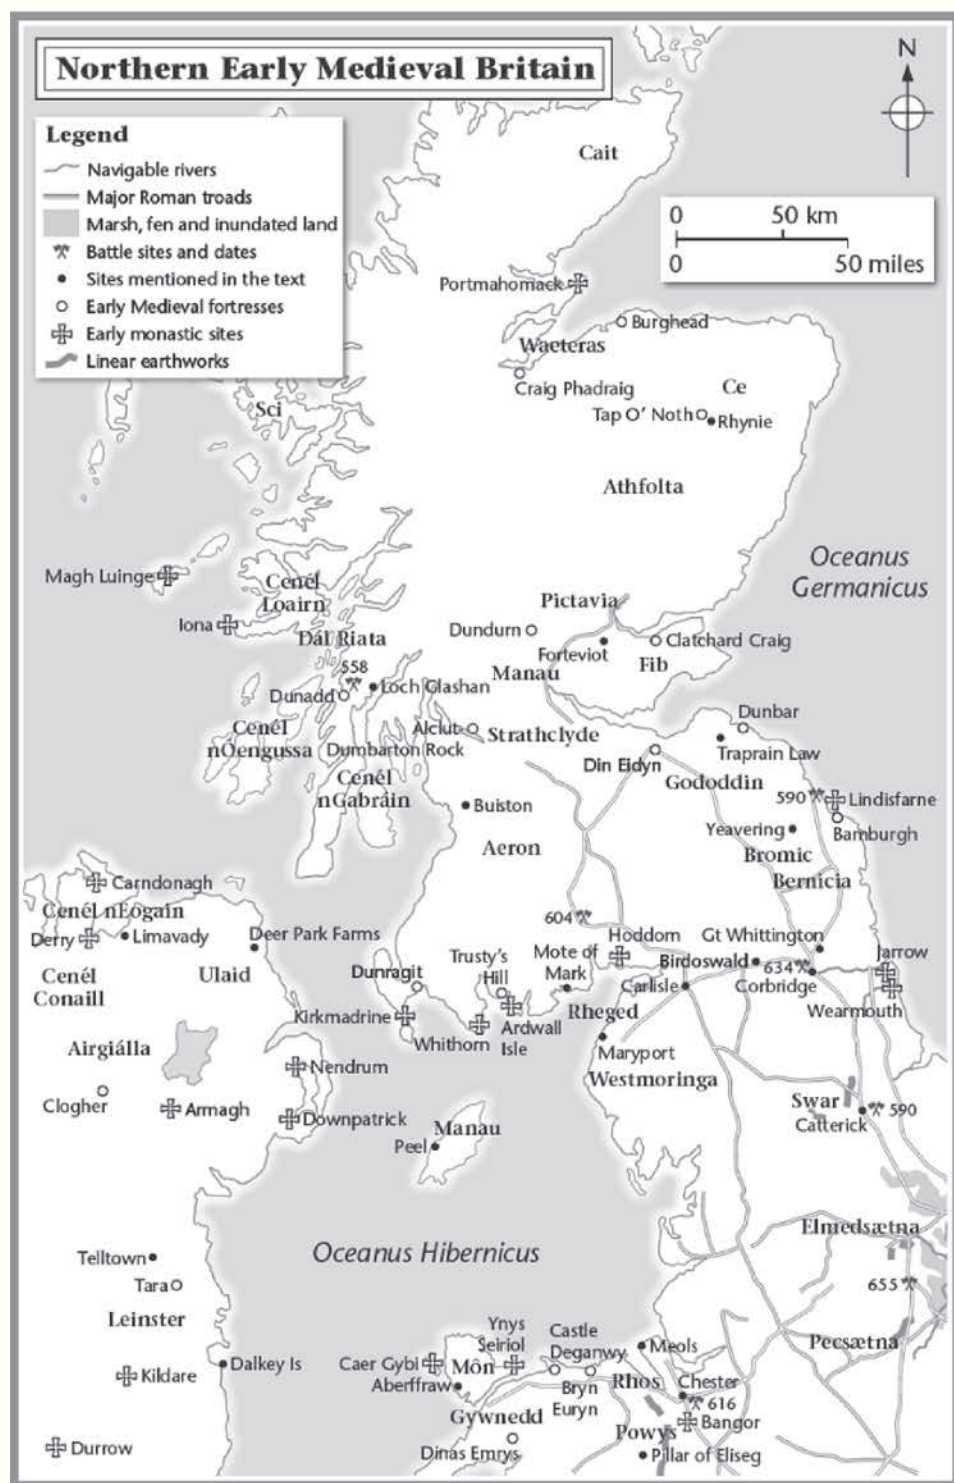 Northern Early Medieval Britain
N
Legend
Navigable rivers
Major Roman troads
Marsh, fen and inundated land
Battle sites and dates
Sites mentioned in the text
Early Medieval fortresses
Early monastic sites
Linear earthworks
0 50 km
0 50 miles
Cait
Portmahomack
Burghead
Waeteras
Craig Phadraig
Ce
Tap O' Noth
Rhynie
Sci
Athfolta
Oceanus
Germanicus
Magh Luinge
Cenél
Loairn
Pictavia
Iona
Dál Riata
Dundurn
Clatchard Craig
Forteviot
Fib
Manau
558
Dunadd
Loch Glashan
Cenél
nOengussa
Alclut
Dumbarton Rock
Strathclyde
Dunbar
Traprain Law
Din Eidyn
Gododdin
Cenél
nGabráin
Buiston
590
Lindisfarne
Bamburgh
Yeavering
Aeron
Bromic
Bernicia
Carndonagh
Cenél nEógain
Derry
Limavady
Deer Park Farms
604
Hoddom
Gt Whittington
Cenél
Conaill
Ulaid
Dunragit
Trusty's
Hill
Mote of
Mark
Birdoswald
634
Corbridge
Jarrow
Carlisle
Wearmouth
Kirkmadrine
Whithorn
Ardwall
Isle
Rheged
Airgiálla
Maryport
Nendrum
Westmoringa
Clogher
Armagh
Downpatrick
Manau
Peel
Swar
Catterick
590
Elmedsætna
Telltown
Oceanus Hibernicus
Tara
655
Leinster
Pecsætna
Ynys
Seiriol
Castle
Deganwy
Meols
Dalkey Is
Caer Gybi
Môn
Kildare
Aberffraw
Bryn
Euryn
Rhos
Chester
616
Bangor
Gywnedd
Powys
Durrow
Dinas Emrys
Pillar of Eliseg